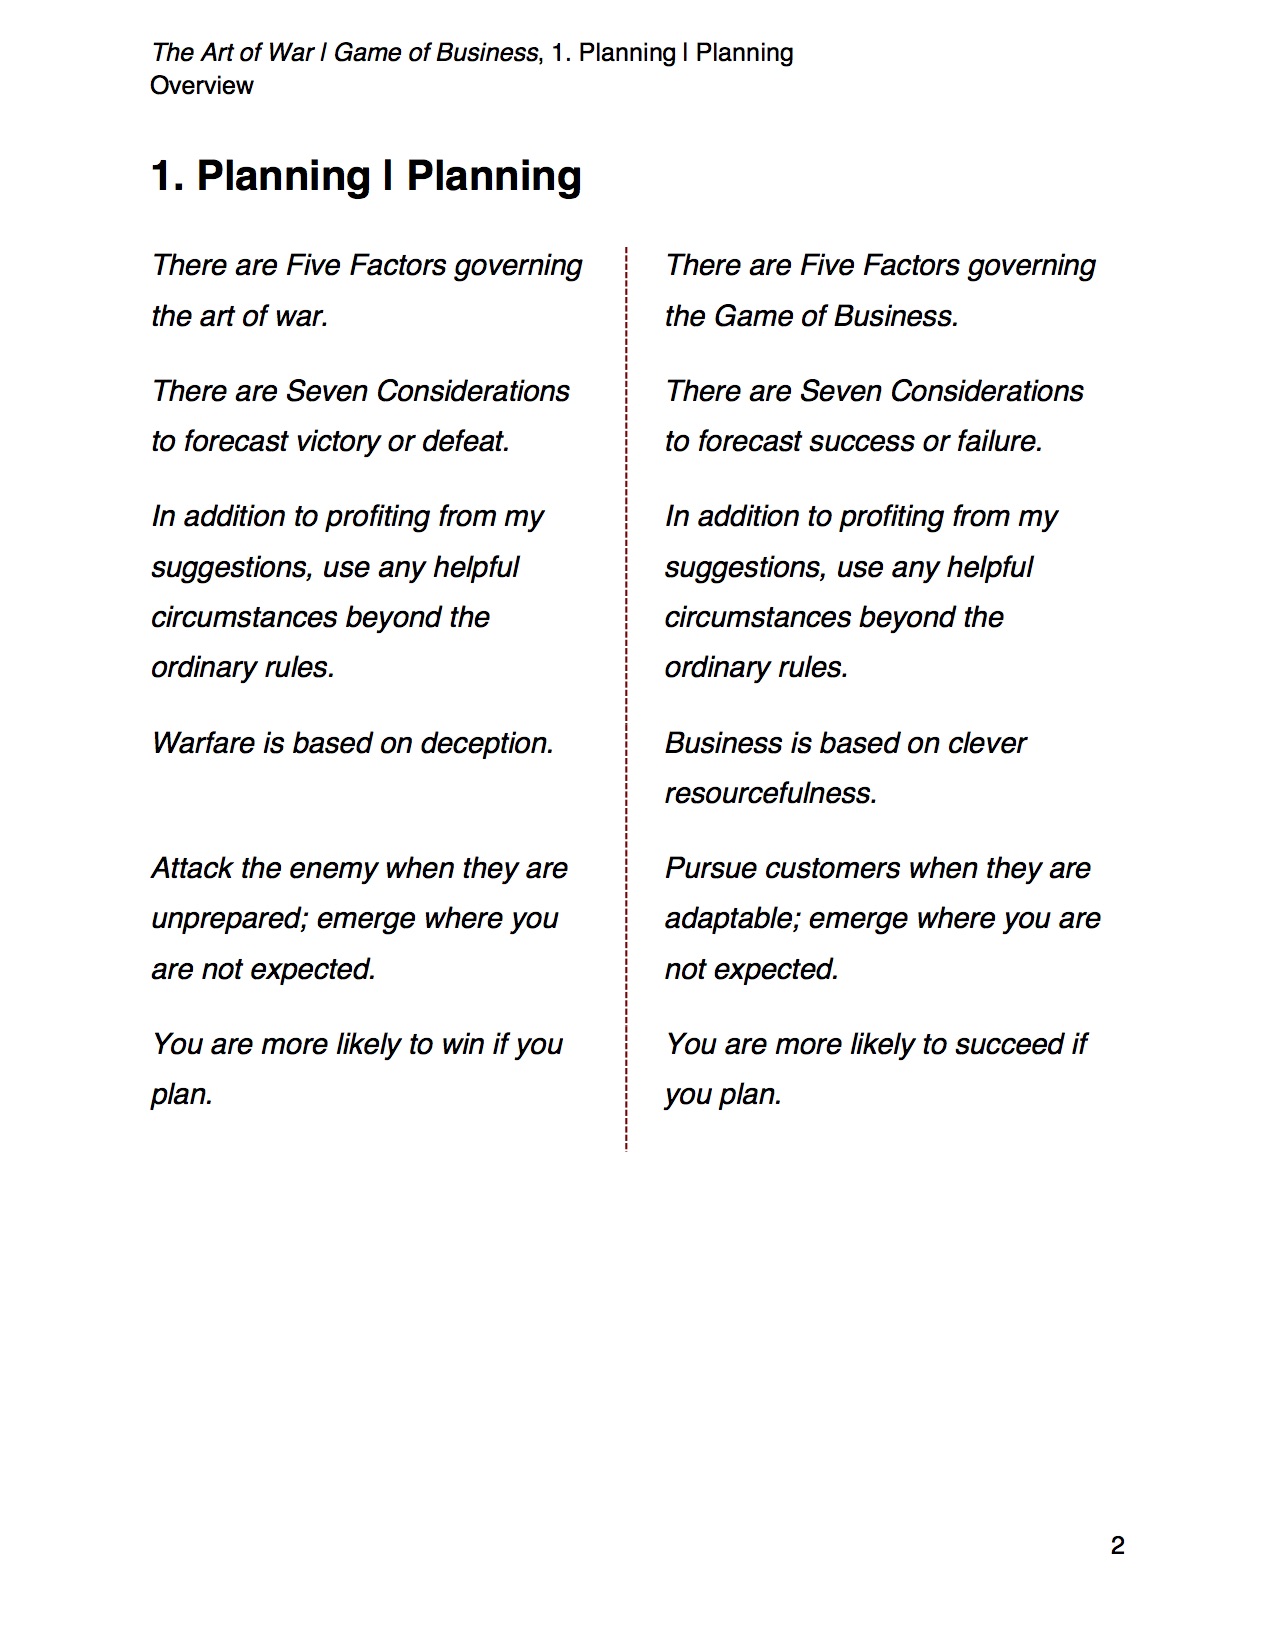 The Art of War | Game of Business, 1. Planning | Planning
Overview
1. Planning | Planning
There are Five Factors governing
the art of war.
There are Seven Considerations
to forecast victory or defeat.
In addition to profiting from my
suggestions, use any helpful
circumstances beyond the
ordinary rules.
Warfare is based on deception.
Attack the enemy when they are
unprepared; emerge where you
are not expected.
You are more likely to win if you
plan.
There are Five Factors governing
the Game of Business.
There are Seven Considerations
to forecast success or failure.
In addition to profiting from my
suggestions, use any helpful
circumstances beyond the
ordinary rules.
Business is based on clever
resourcefulness.
Pursue customers when they are
adaptable; emerge where you are
not expected.
You are more likely to succeed if
you plan.
2